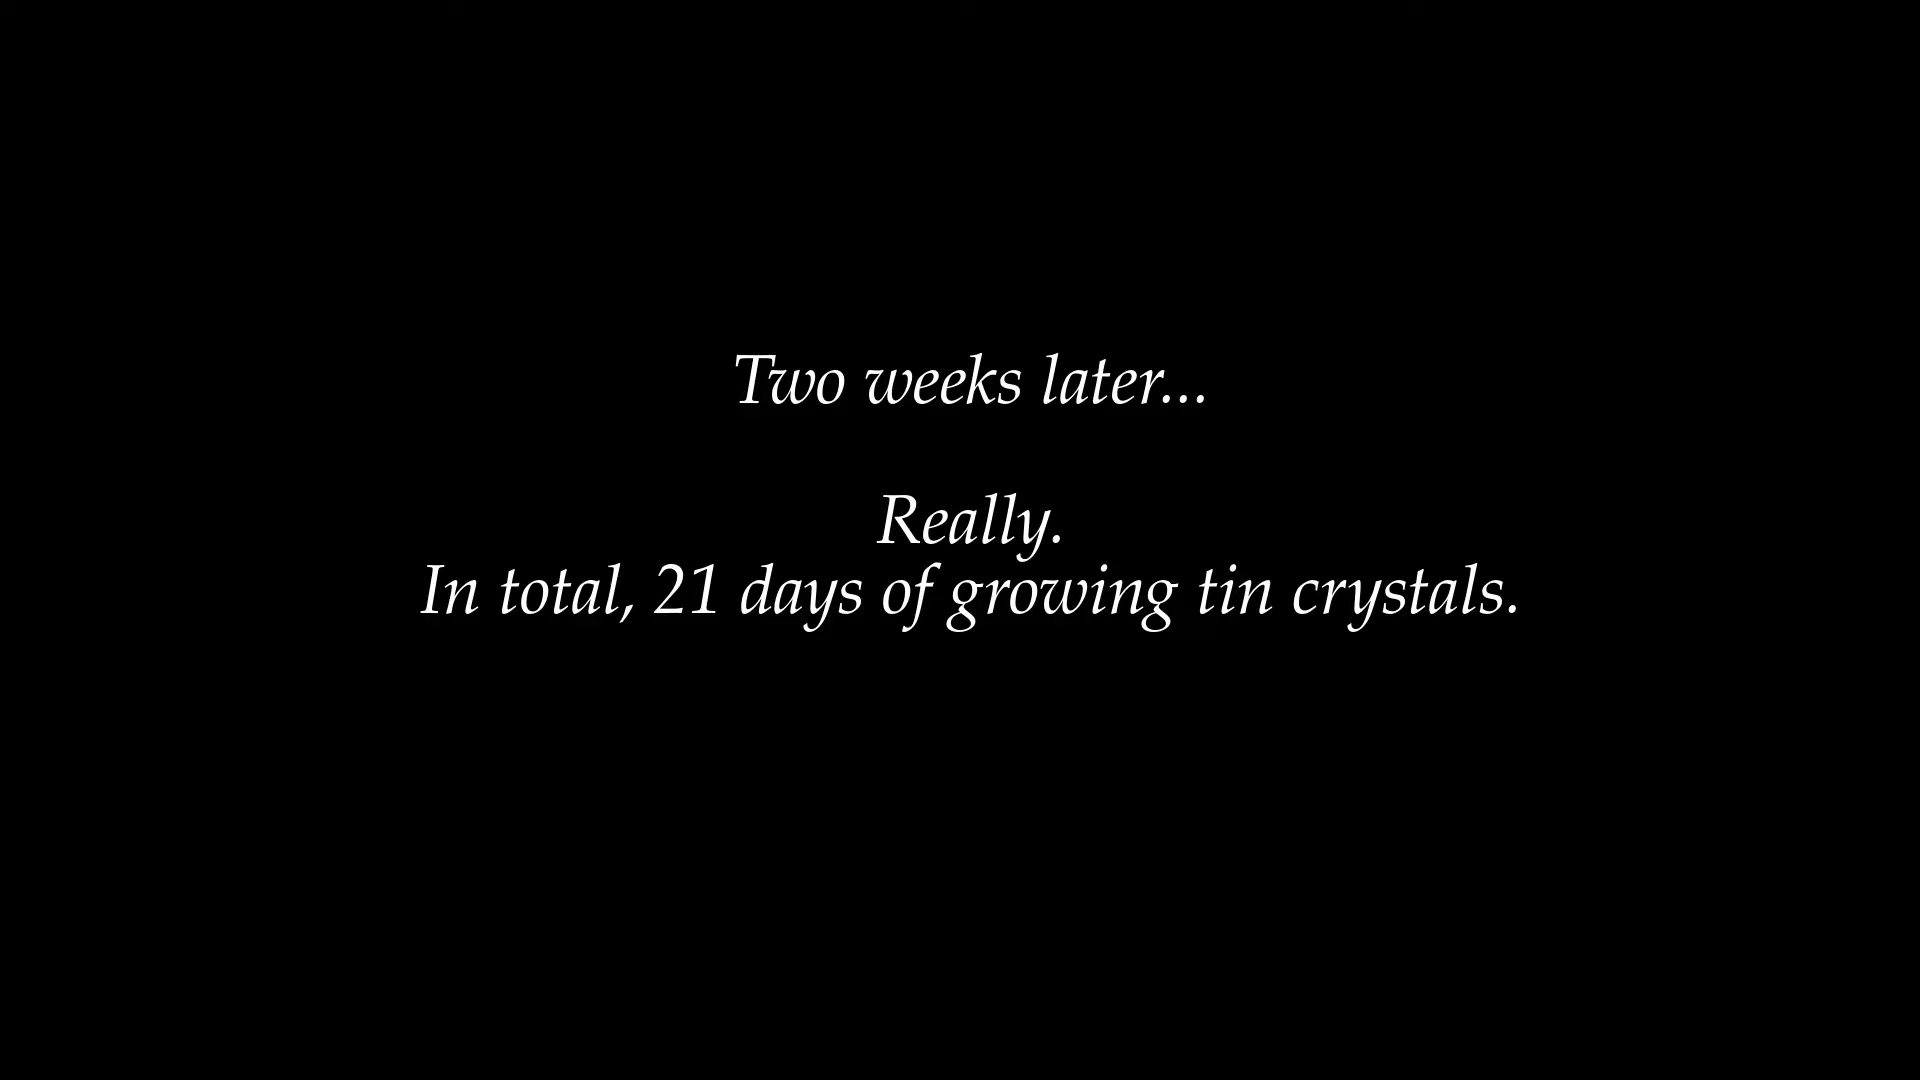 Two weeks later...
Really.
In total, 21 days of growing tin crystals.